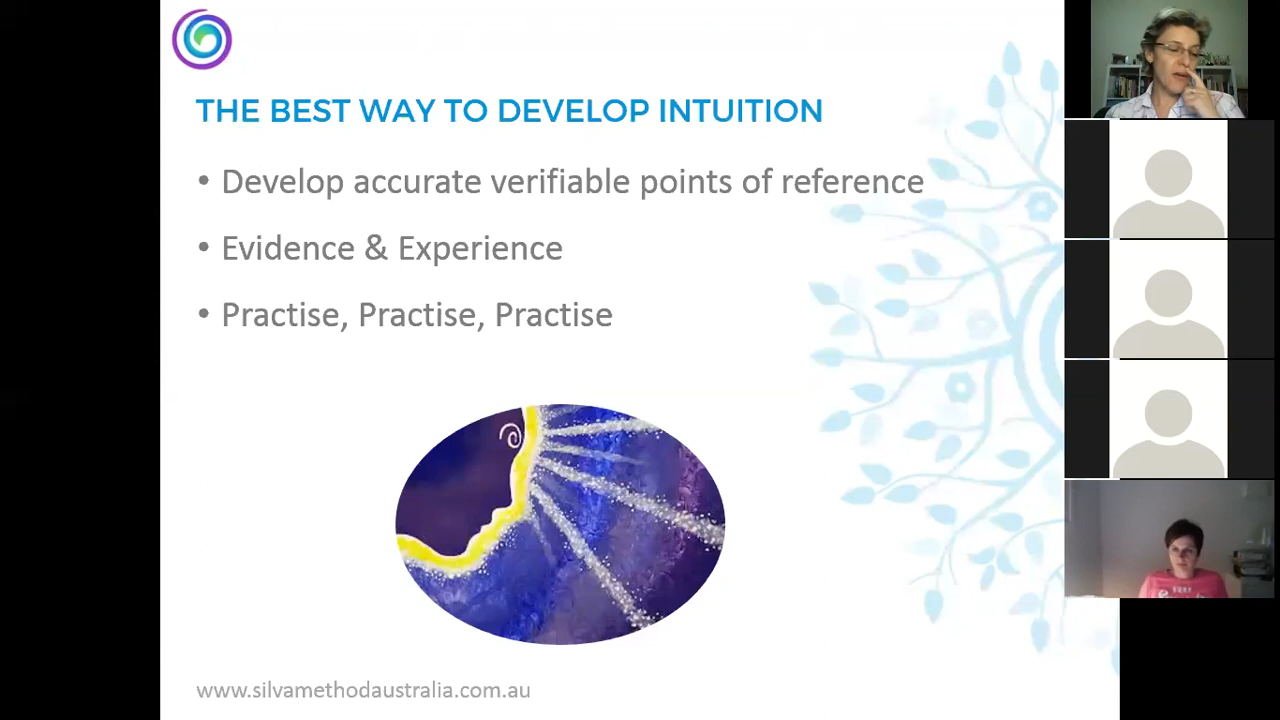 THE BEST WAY TO DEVELOP INTUITION
• Develop accurate verifiable points of reference
• Evidence & Experience
• Practise, Practise, Practise
www.silvamethodaustralia.com.au